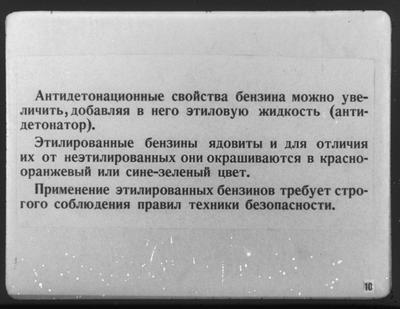 Антидетонационные свойства бензина можно уве-
личить, добавляя в него этиловую жидкость (анти-
детонатор).
Этилированные бензины ядовиты и для отличия
их от неэтилированных они окрашиваются в красно-
оранжевый или сине-зеленый цвет.
Применение этилированных бензинов требует стро-
гого соблюдения правил техники безопасности.
10